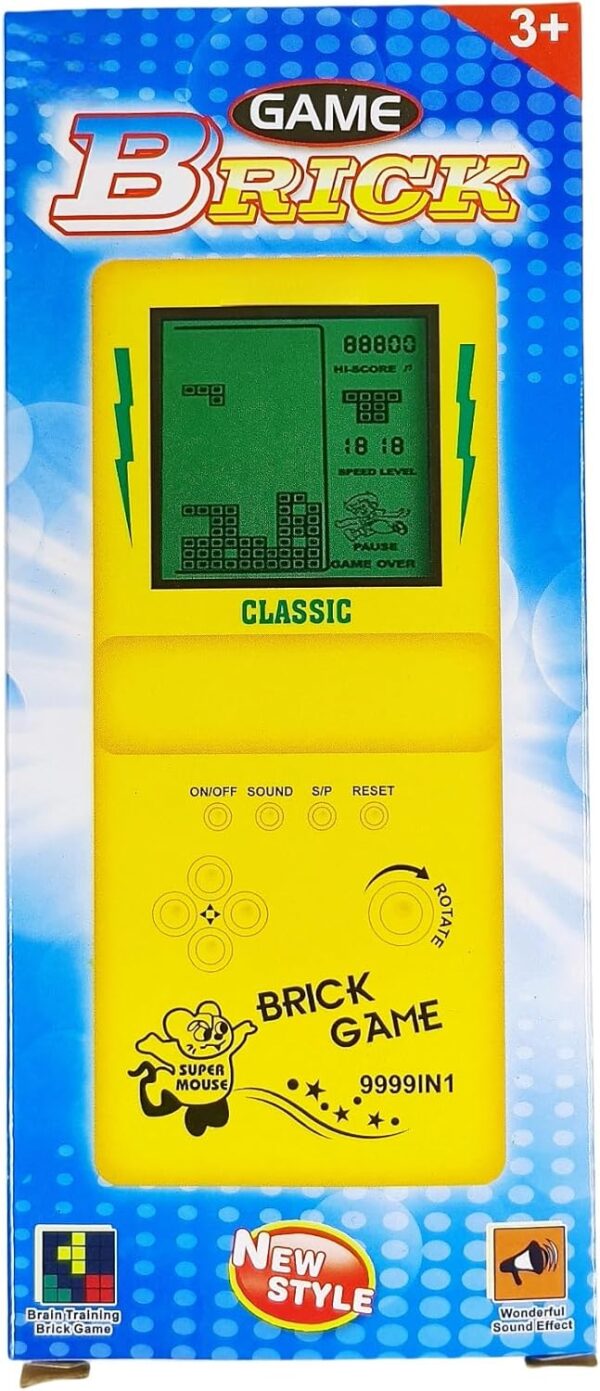 3+
GAME
BRICK
88800
HI-SCORE
18 18
SPEED LEVEL
PAUSE
GAME OVER
CLASSIC
ON/OFF SOUND S/P RESET
ROTATE
BRICK
GAME
SUPER
MOUSE
9999IN1
Brain Training
Brick Game
NEW
STYLE
Wonderful
Sound Effect